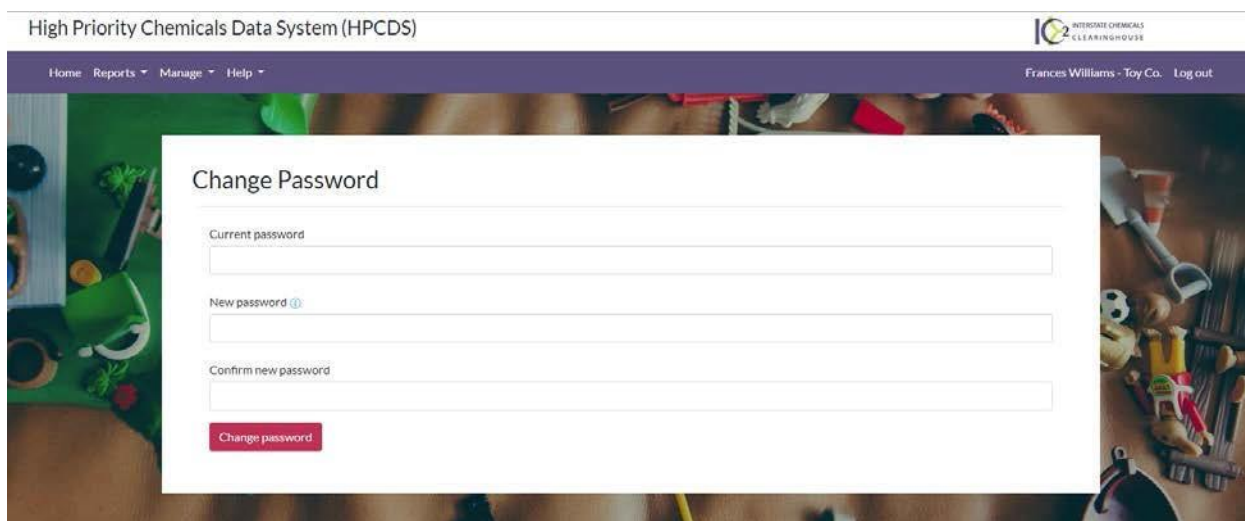 High Priority Chemicals Data System (HPCDS)
IC2 INTERSTATE CHEMICALS
CLEARINGHOUSE
Home Reports Manage Help Frances Williams - Toy Co. Log out
Change Password
Current password
New password
Confirm new password
Change password